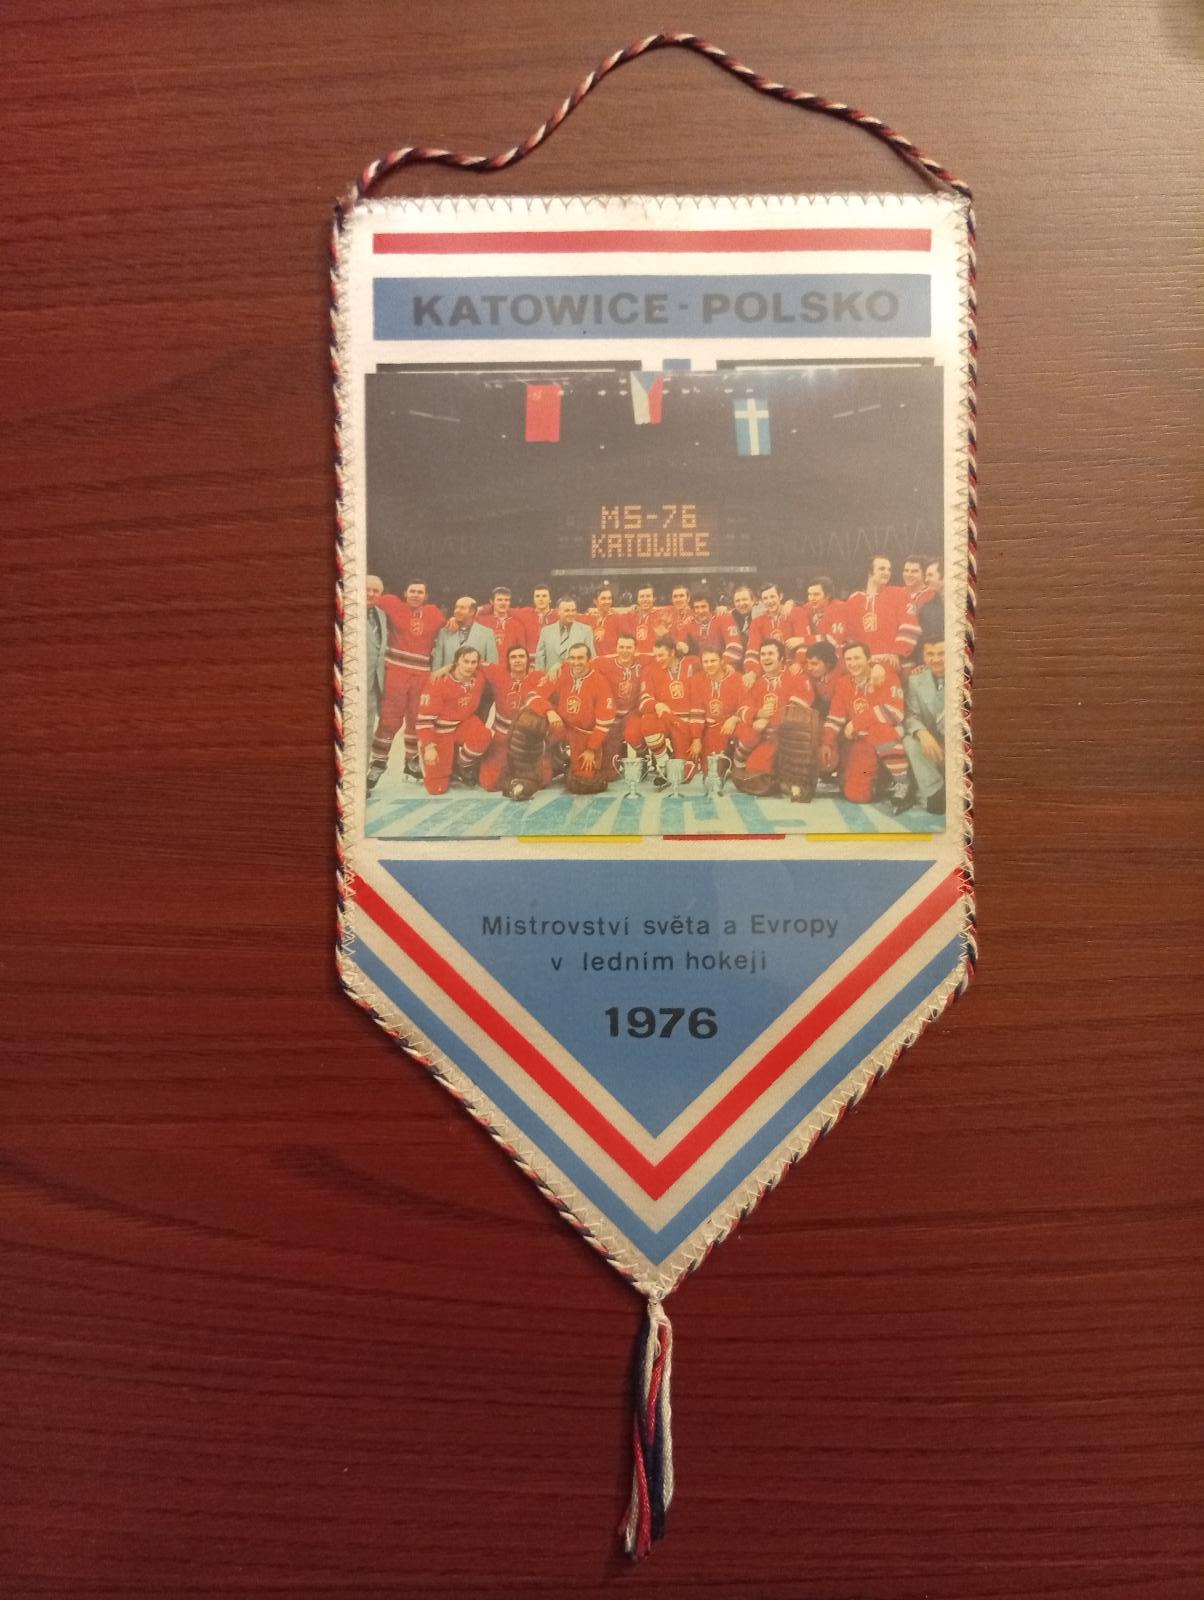 KATOWICE - POLSKO
MS-76
KATOWICE
Mistrovství světa a Evropy
v ledním hokeji
1976